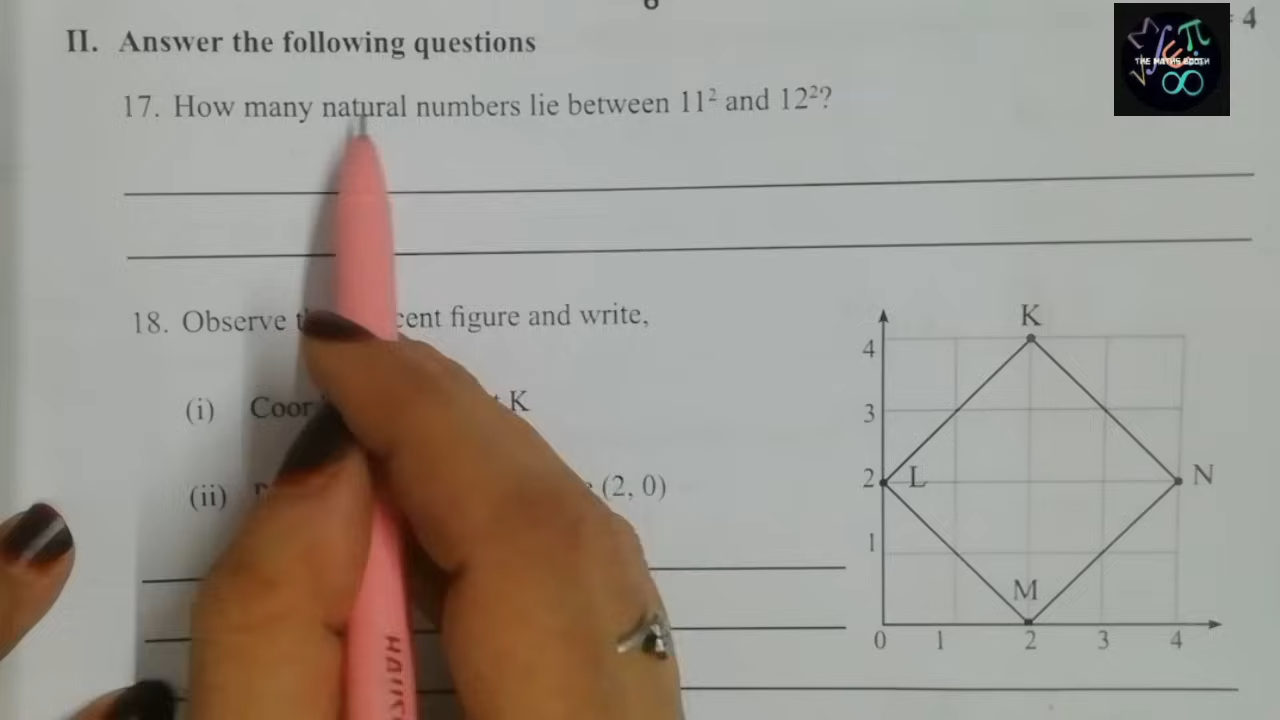 6
4
THE MATHS BOOTH
II. Answer the following questions
17. How many natural numbers lie between 11² and 12²?
18. Observe cent figure and write,
(i) Coor K
(ii) (2, 0)
K
4
3
2 L N
1
M
0 1 2 3 4